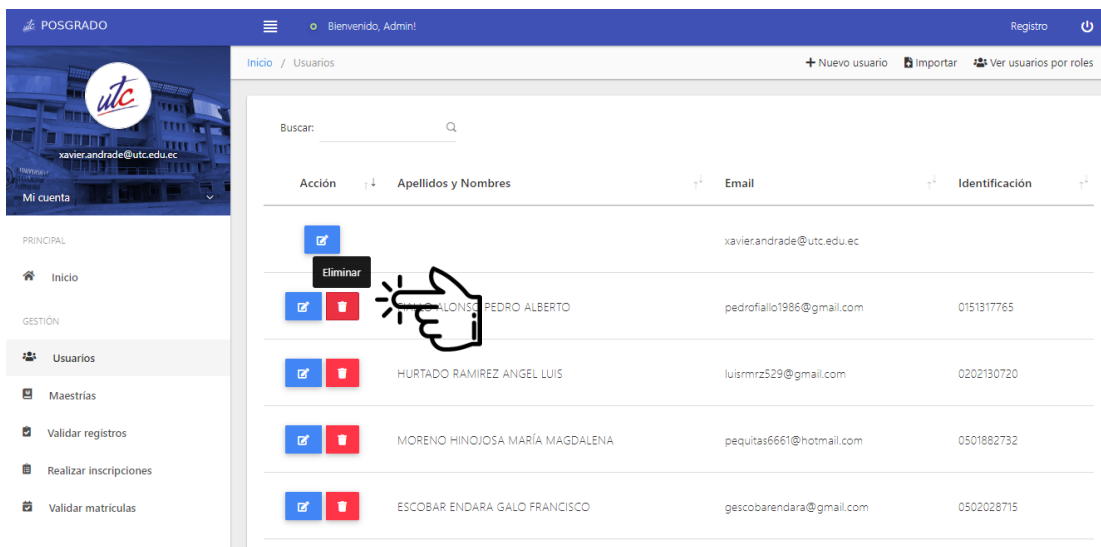 POSGRADO
Bienvenido, Admin!
Registro
Inicio / Usuarios
+ Nuevo usuario
Importar
Ver usuarios por roles
utc
xavier.andrade@utc.edu.ec
Mi cuenta
PRINCIPAL
Inicio
GESTIÓN
Usuarios
Maestrías
Validar registros
Realizar inscripciones
Validar matrículas
Buscar:
Acción Apellidos y Nombres Email Identificación
xavier.andrade@utc.edu.ec
Eliminar
ALONSO PEDRO ALBERTO pedrofiallo1986@gmail.com 0151317765
HURTADO RAMIREZ ANGEL LUIS luisrmrz529@gmail.com 0202130720
MORENO HINOJOSA MARÍA MAGDALENA pequitas6661@hotmail.com 0501882732
ESCOBAR ENDARA GALO FRANCISCO gescobarendara@gmail.com 0502028715